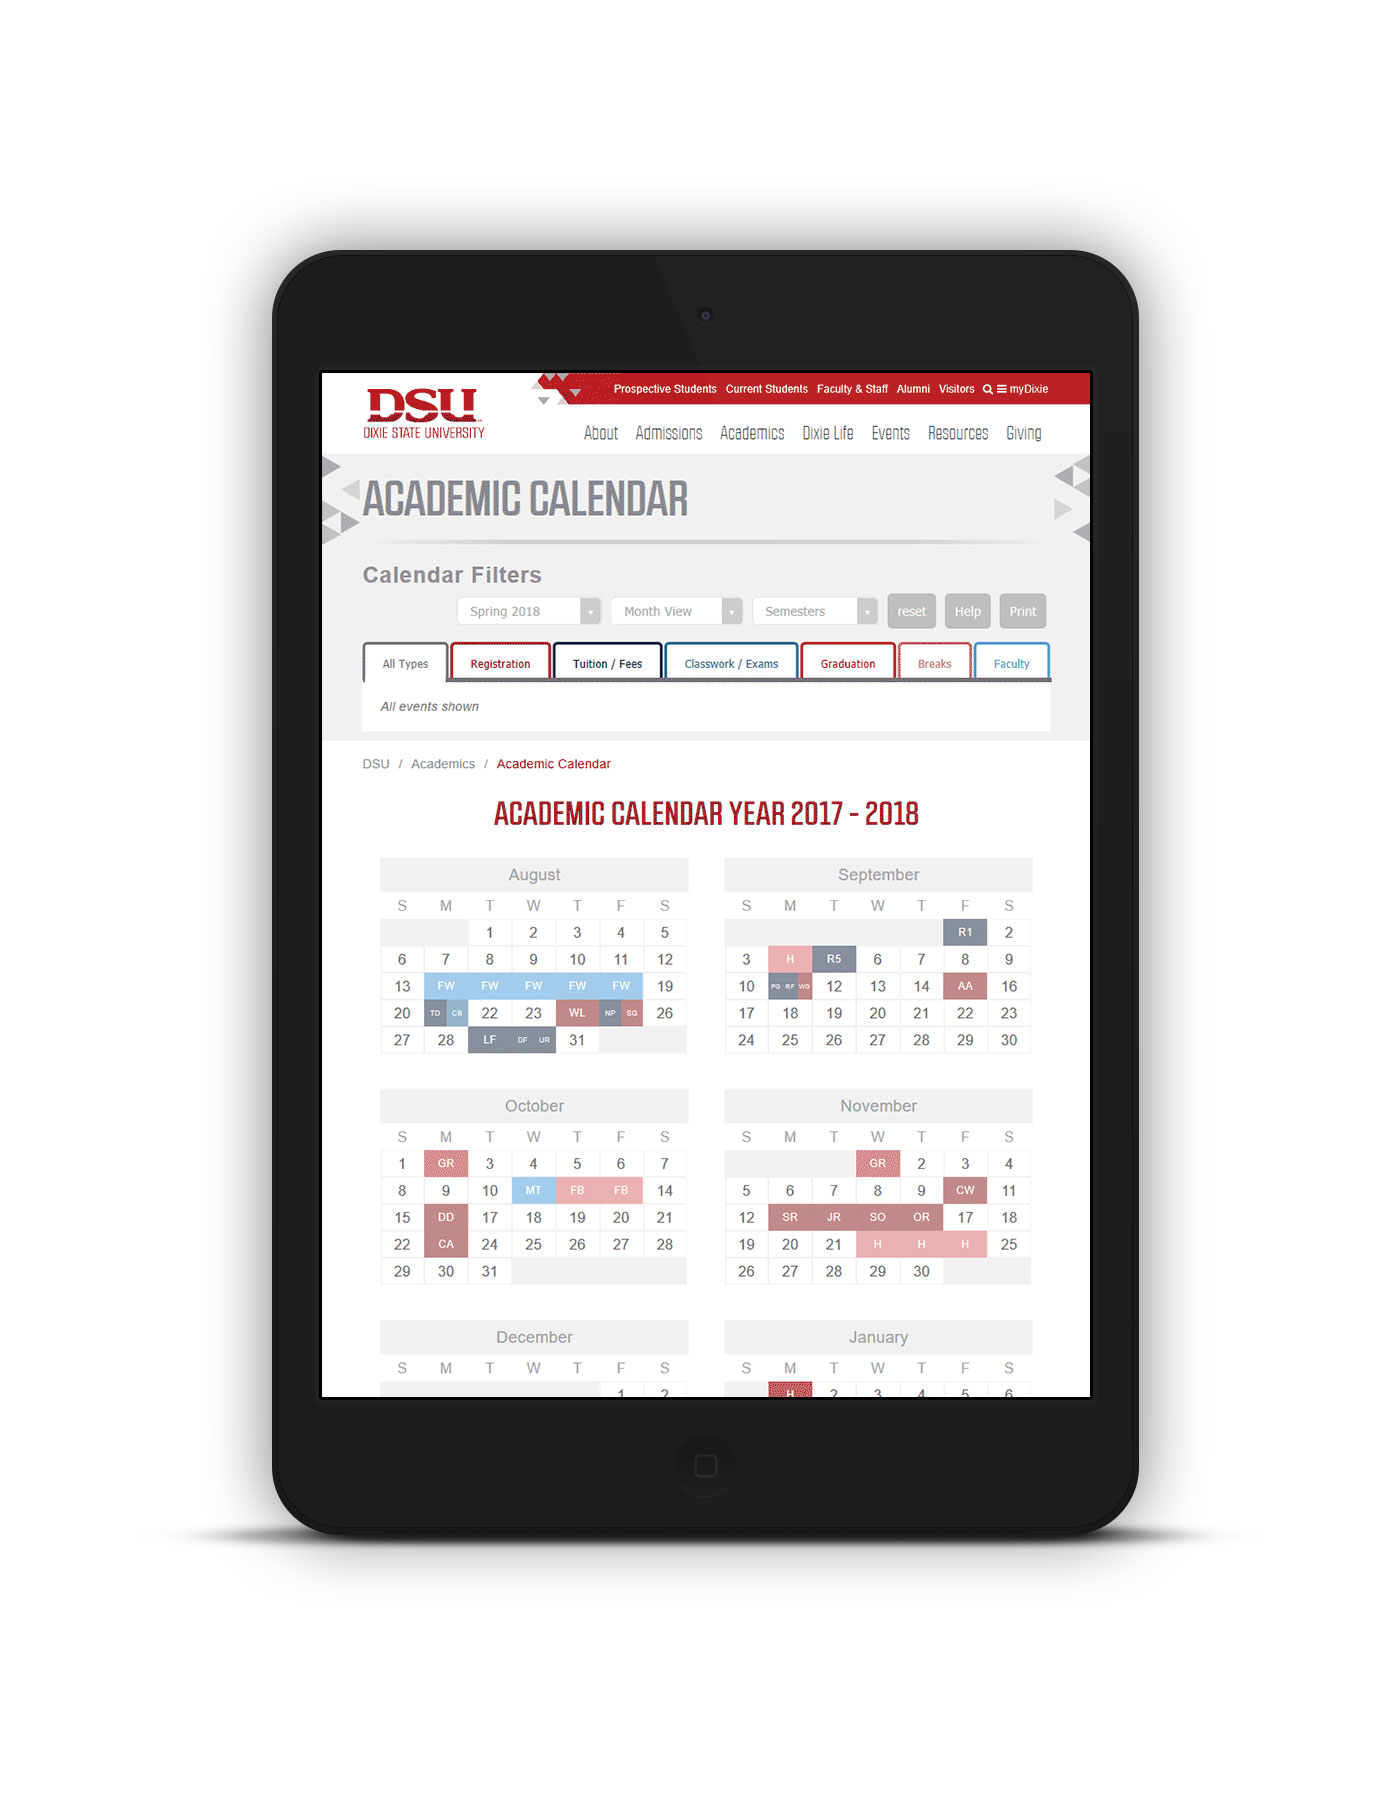 DSU
DIXIE STATE UNIVERSITY
Prospective Students Current Students Faculty & Staff Alumni Visitors myDixie
About Admissions Academics Dixie Life Events Resources Giving
ACADEMIC CALENDAR
Calendar Filters
Spring 2018 Month View Semesters reset Help Print
All Types Registration Tuition / Fees Classwork / Exams Graduation Breaks Faculty
All events shown
DSU / Academics / Academic Calendar
ACADEMIC CALENDAR YEAR 2017 - 2018
August
S M T W T F S
1 2 3 4 5
6 7 8 9 10 11 12
13 FW FW FW FW FW 19
20 TD CB 22 23 WL NP SG 26
27 28 LF DF UR 31
September
S M T W T F S
R1 2
3 H R5 6 7 8 9
10 PG RF WG 12 13 14 AA 16
17 18 19 20 21 22 23
24 25 26 27 28 29 30
October
S M T W T F S
1 GR 3 4 5 6 7
8 9 10 MT FB FB 14
15 DD 17 18 19 20 21
22 CA 24 25 26 27 28
29 30 31
November
S M T W T F S
GR 2 3 4
5 6 7 8 9 CW 11
12 SR JR SO OR 17 18
19 20 21 H H H 25
26 27 28 29 30
December
S M T W T F S
1 2
January
S M T W T F S
H 2 3 4 5 6